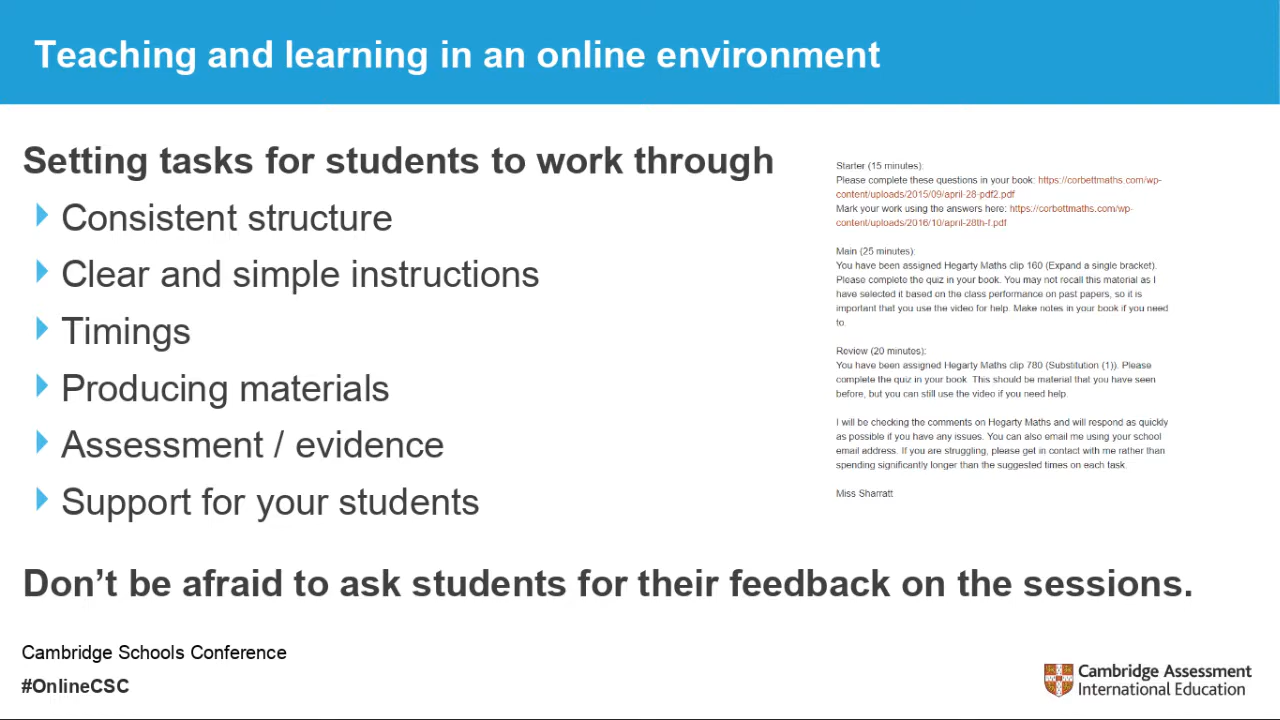 Teaching and learning in an online environment
Setting tasks for students to work through
Consistent structure
Clear and simple instructions
Timings
Producing materials
Assessment / evidence
Support for your students
Starter (15 minutes):
Please complete these questions in your book: https://corbettmaths.com/wp-
content/uploads/2015/09/april-28-pdf2.pdf
Mark your work using the answers here: https://corbettmaths.com/wp-
content/uploads/2016/10/april-28th-f.pdf
Main (25 minutes):
You have been assigned Hegarty Maths clip 160 (Expand a single bracket).
Please complete the quiz in your book. You may not recall this material as I
have selected it based on the class performance on past papers, so it is
important that you use the video for help. Make notes in your book if you need
to.
Review (20 minutes):
You have been assigned Hegarty Maths clip 780 (Substitution (1)). Please
complete the quiz in your book. This should be material that you have seen
before, but you can still use the video if you need help.
I will be checking the comments on Hegarty Maths and will respond as quickly
as possible if you have any issues. You can also email me using your school
email address. If you are struggling, please get in contact with me rather than
spending significantly longer than the suggested times on each task.
Miss Sharratt
Don’t be afraid to ask students for their feedback on the sessions.
Cambridge Schools Conference
#OnlineCSC
Cambridge Assessment
International Education